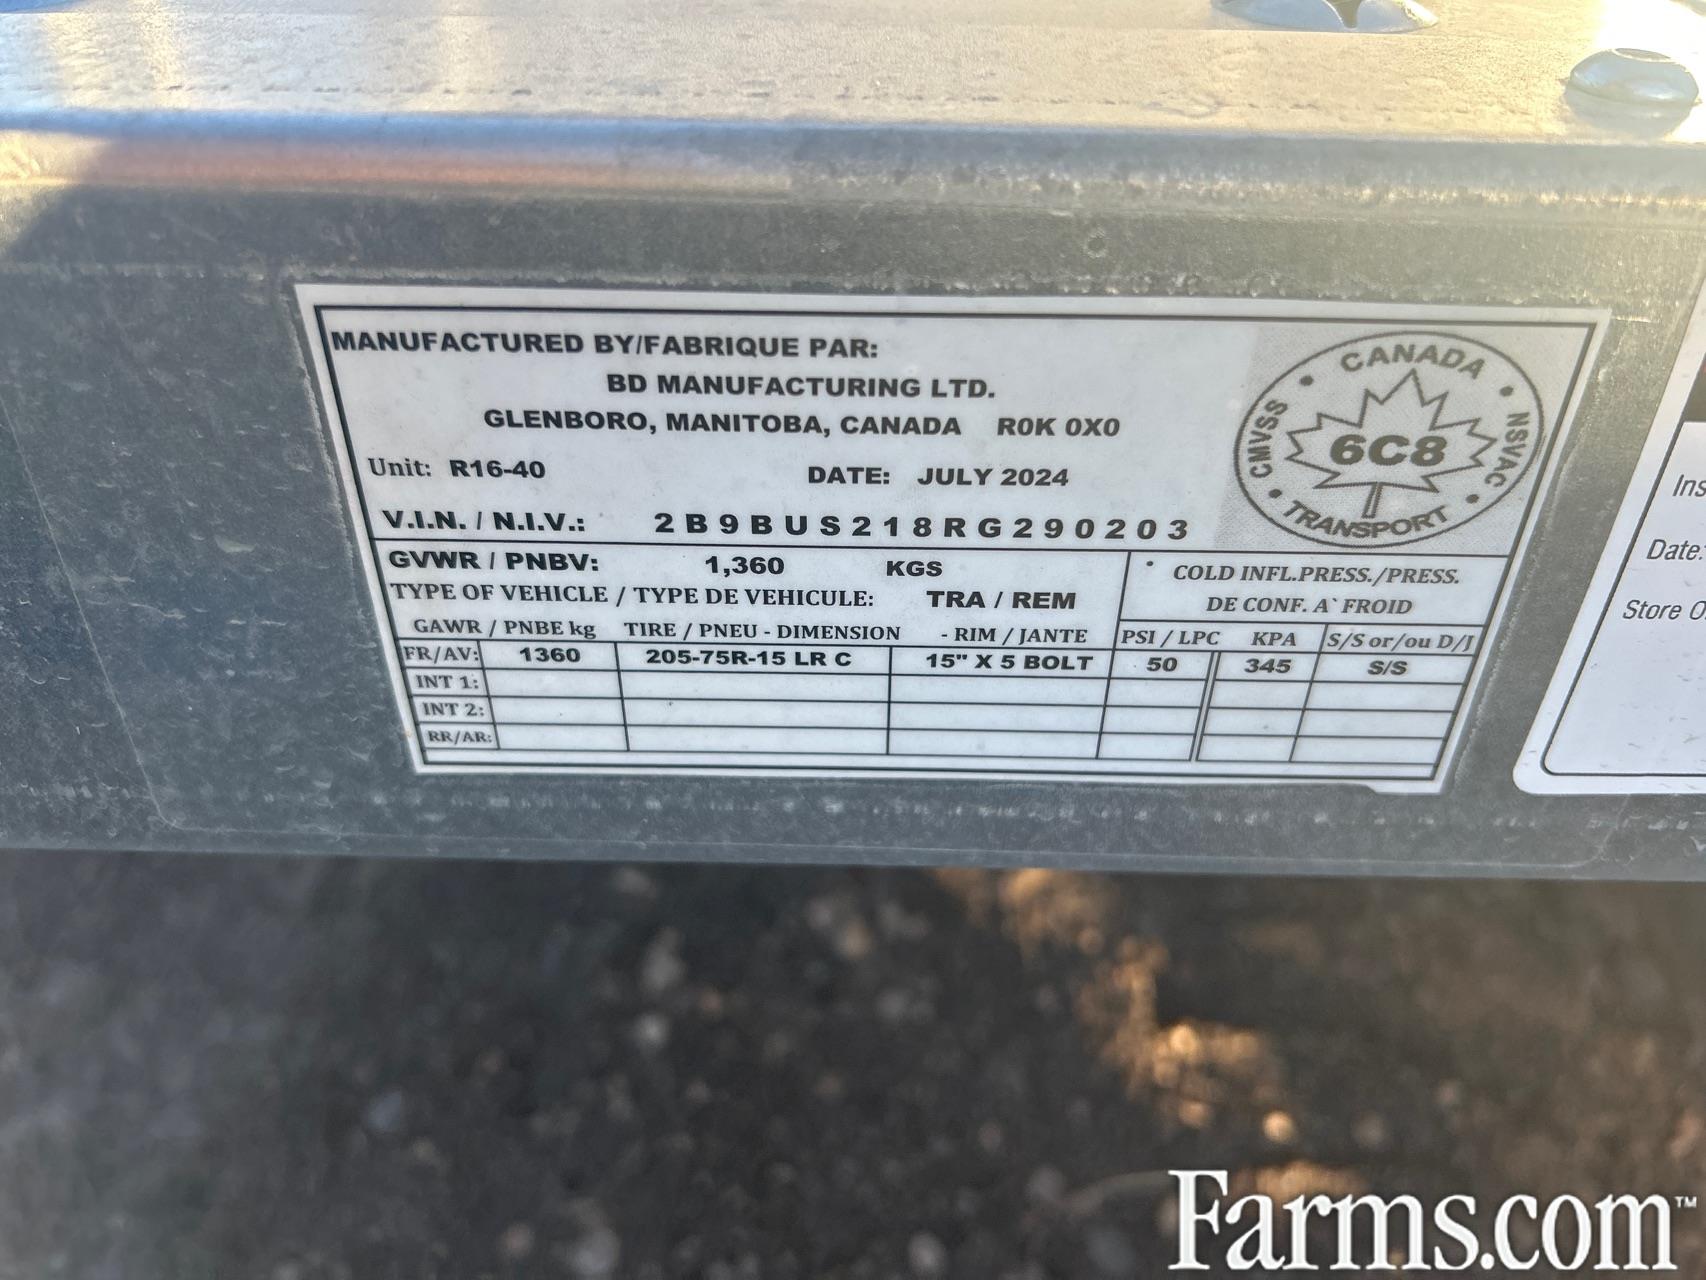 MANUFACTURED BY/FABRIQUE PAR:
BD MANUFACTURING LTD.
GLENBORO, MANITOBA, CANADA R0K 0X0
Unit: R16-40 DATE: JULY 2024
V.I.N. / N.I.V.: 2B9BUS218RG290203
CANADA
CMVSS 6C8 NSVAC
TRANSPORT
GVWR / PNBV: 1,360 KGS
TYPE OF VEHICLE / TYPE DE VEHICULE: TRA / REM
COLD INFL.PRESS./PRESS.
DE CONF. A` FROID
GAWR / PNBE kg TIRE / PNEU - DIMENSION - RIM / JANTE PSI / LPC KPA S/S or/ou D/J
FR/AV: 1360 205-75R-15 LR C 15" X 5 BOLT 50 345 S/S
INT 1:
INT 2:
RR/AR:
Date:
Store
Farms.com™